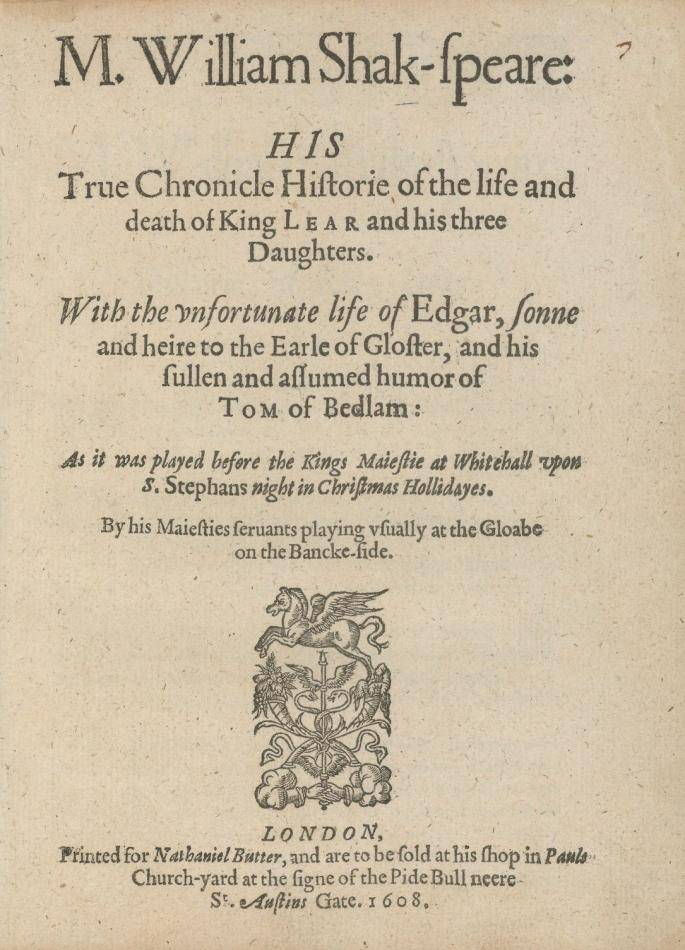 M. William Shak-ſpeare:
HIS
True Chronicle Hiſtorie of the life and
death of King LEAR and his three
Daughters.
With the vnfortunate life of Edgar, ſonne
and heire to the Earle of Gloſter, and his
ſullen and aſſumed humor of
TOM of Bedlam:
As it was played before the Kings Maieſtie at Whitehall vpon
S. Stephans night in Chriſtmas Hollidayes.
By his Maieſties ſeruants playing vſually at the Gloabe
on the Bancke-ſide.
LONDON,
Printed for Nathaniel Butter, and are to be ſold at his ſhop in Pauls
Church-yard at the ſigne of the Pide Bull neere
St. Auſtins Gate. 1608.